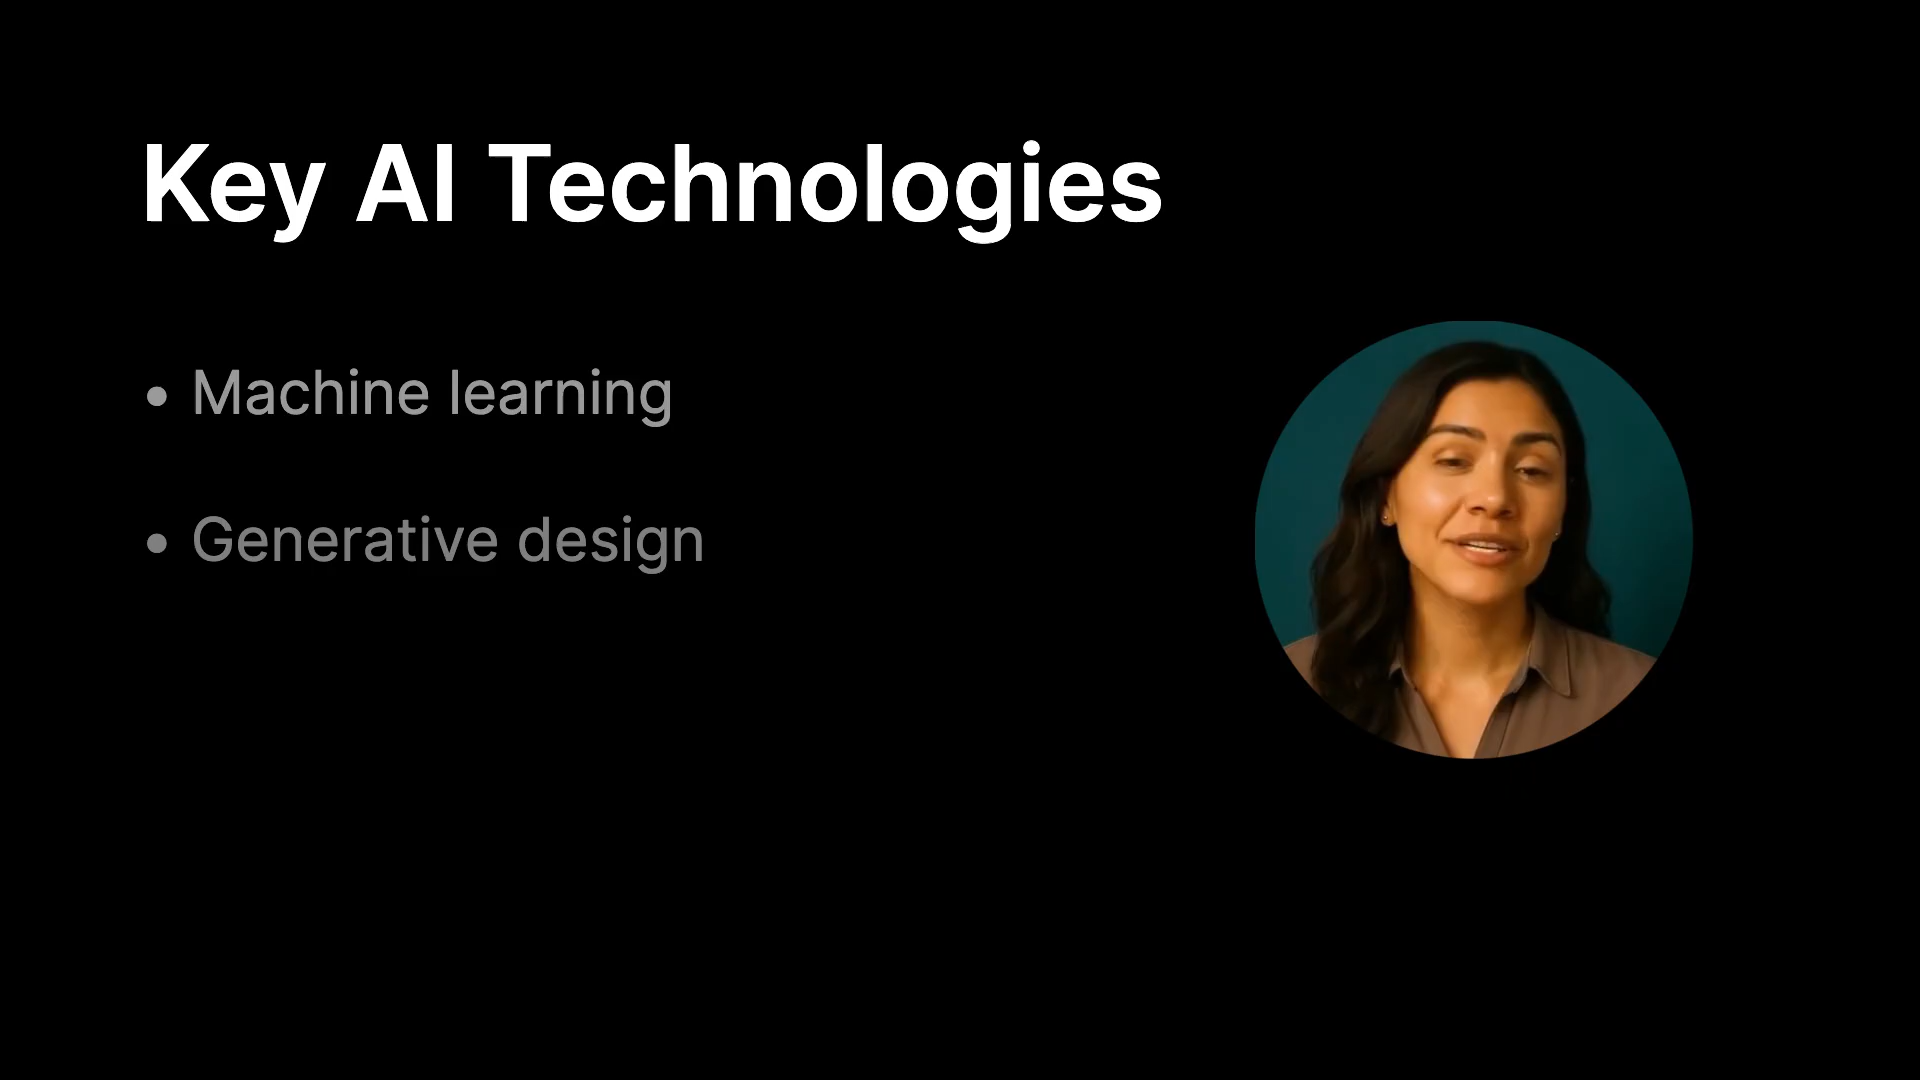 Key AI Technologies
• Machine learning
• Generative design